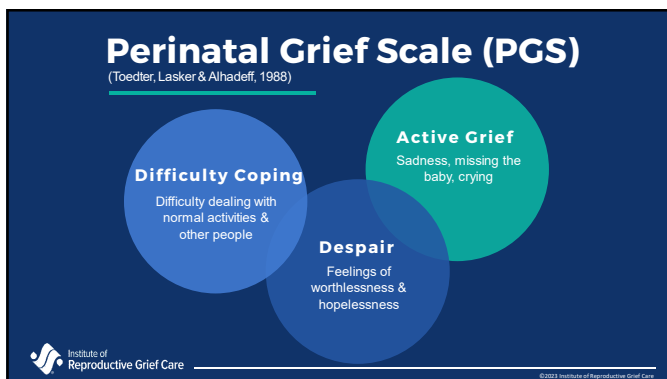 Perinatal Grief Scale (PGS)
(Toedter, Lasker & Alhadeff, 1988)
Difficulty Coping
Difficulty dealing with
normal activities &
other people
Active Grief
Sadness, missing the
baby, crying
Despair
Feelings of
worthlessness &
hopelessness
Institute of
Reproductive Grief Care
©2023 Institute of Reproductive Grief Care